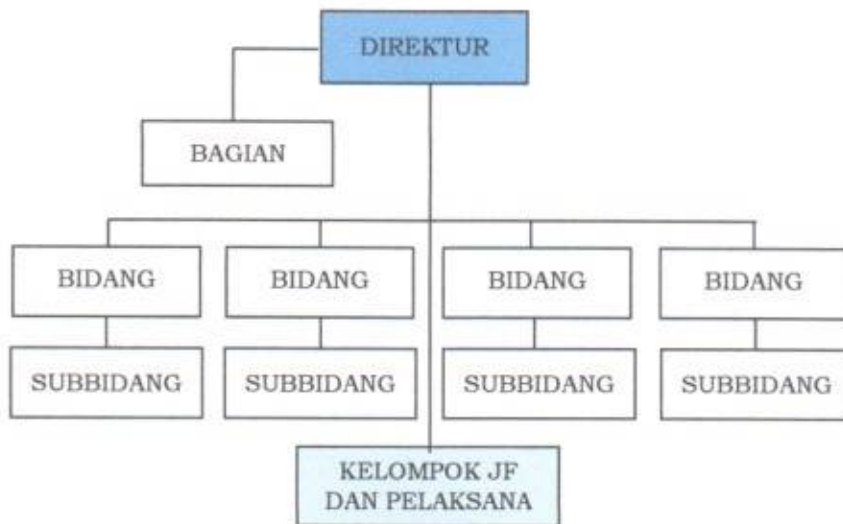 DIREKTUR
BAGIAN
BIDANG
BIDANG
BIDANG
BIDANG
SUBBIDANG
SUBBIDANG
SUBBIDANG
SUBBIDANG
KELOMPOK JF
DAN PELAKSANA